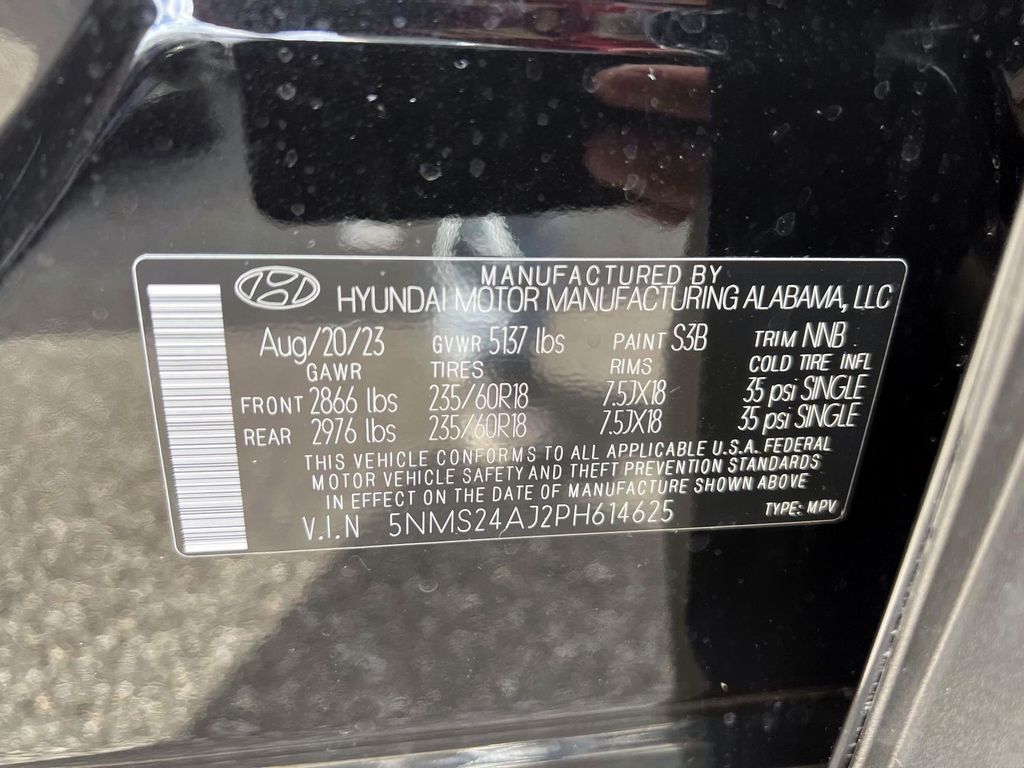 MANUFACTURED BY
HYUNDAI MOTOR MANUFACTURING ALABAMA, LLC
Aug/20/23 GVWR 5137 lbs PAINT S3B TRIM NNB
GAWR TIRES RIMS COLD TIRE INFL
FRONT 2866 lbs 235/60R18 7.5JX18 35 psi SINGLE
REAR 2976 lbs 235/60R18 7.5JX18 35 psi SINGLE
THIS VEHICLE CONFORMS TO ALL APPLICABLE U.S.A. FEDERAL
MOTOR VEHICLE SAFETY AND THEFT PREVENTION STANDARDS
IN EFFECT ON THE DATE OF MANUFACTURE SHOWN ABOVE
V.I.N 5NMS24AJ2PH614625 TYPE: MPV